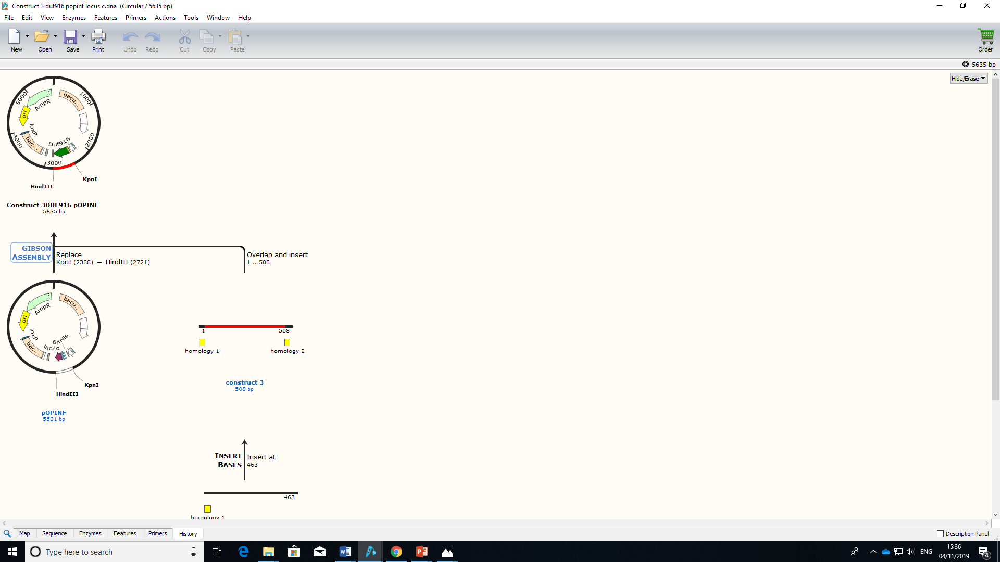 Construct 3 duf916 popinf locus c.dna (Circular / 5635 bp)
File Edit View Enzymes Features Primers Actions Tools Window Help
New Open Save Print Undo Redo Cut Copy Paste Order
5635 bp
Hide/Erase
5000
1000
AmpR
bacu...
ori
loxP
4000
bac...
Duf916
2000
3000
KpnI
HindIII
Construct 3DUF916 pOPINF
5635 bp
GIBSON
ASSEMBLY
Replace
KpnI (2388) – HindIII (2721)
Overlap and insert
1 .. 508
AmpR
bacu...
ori
loxP
6xHis
lacZα
bac...
1
508
homology 1
homology 2
construct 3
508 bp
KpnI
HindIII
pOPINF
5531 bp
INSERT
BASES
Insert at
463
463
homology 1
Map Sequence Enzymes Features Primers History
Description Panel
Type here to search
ENG
15:36
04/11/2019
4